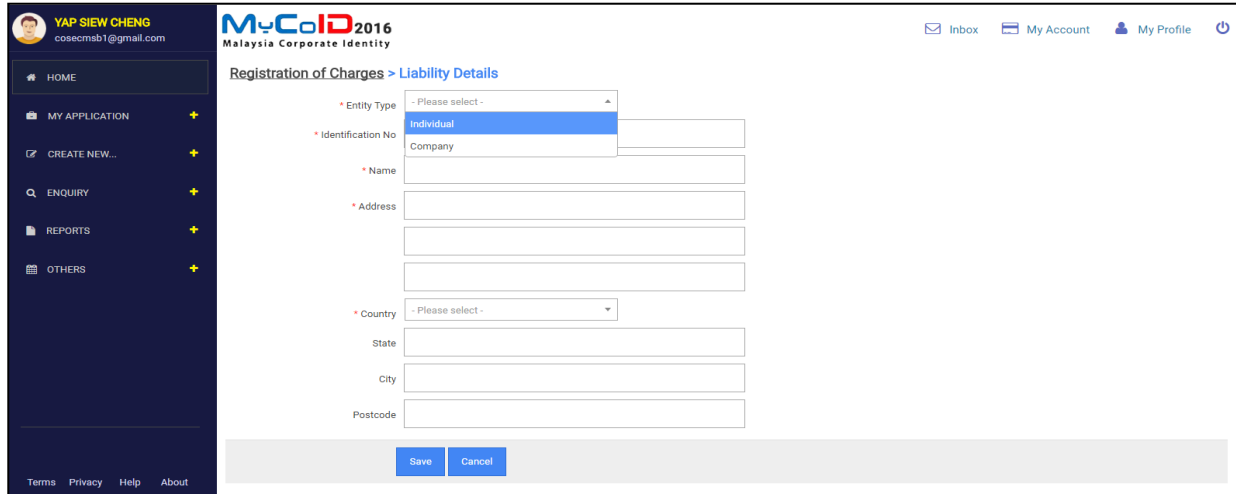 YAP SIEW CHENG
cosecmsb1@gmail.com
MyCoID2016
Malaysia Corporate Identity
Inbox
My Account
My Profile
HOME
MY APPLICATION
CREATE NEW...
ENQUIRY
REPORTS
OTHERS
Terms Privacy Help About
Registration of Charges > Liability Details
* Entity Type - Please select -
Individual
Company
* Identification No
* Name
* Address
* Country - Please select -
State
City
Postcode
Save Cancel